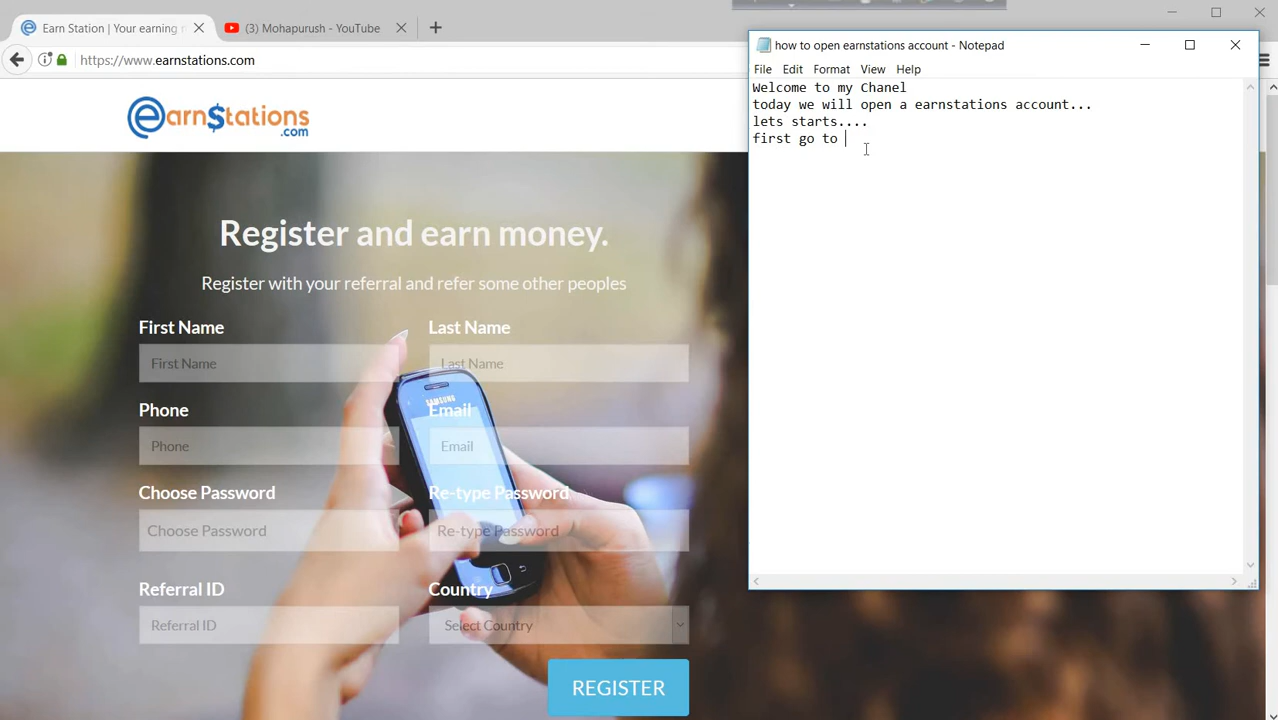 Earn Station | Your earning
(3) Mohapurush - YouTube
https://www.earnstations.com
how to open earnstations account - Notepad
File Edit Format View Help
Welcome to my Chanel
today we will open a earnstations account...
lets starts....
first go to
earn$tations
.com
Register and earn money.
Register with your referral and refer some other peoples
First Name
Last Name
First Name
Last Name
Phone
Email
Phone
Email
SAMSUNG
Choose Password
Re-type Password
Choose Password
Re-type Password
Referral ID
Country
Referral ID
Select Country
REGISTER